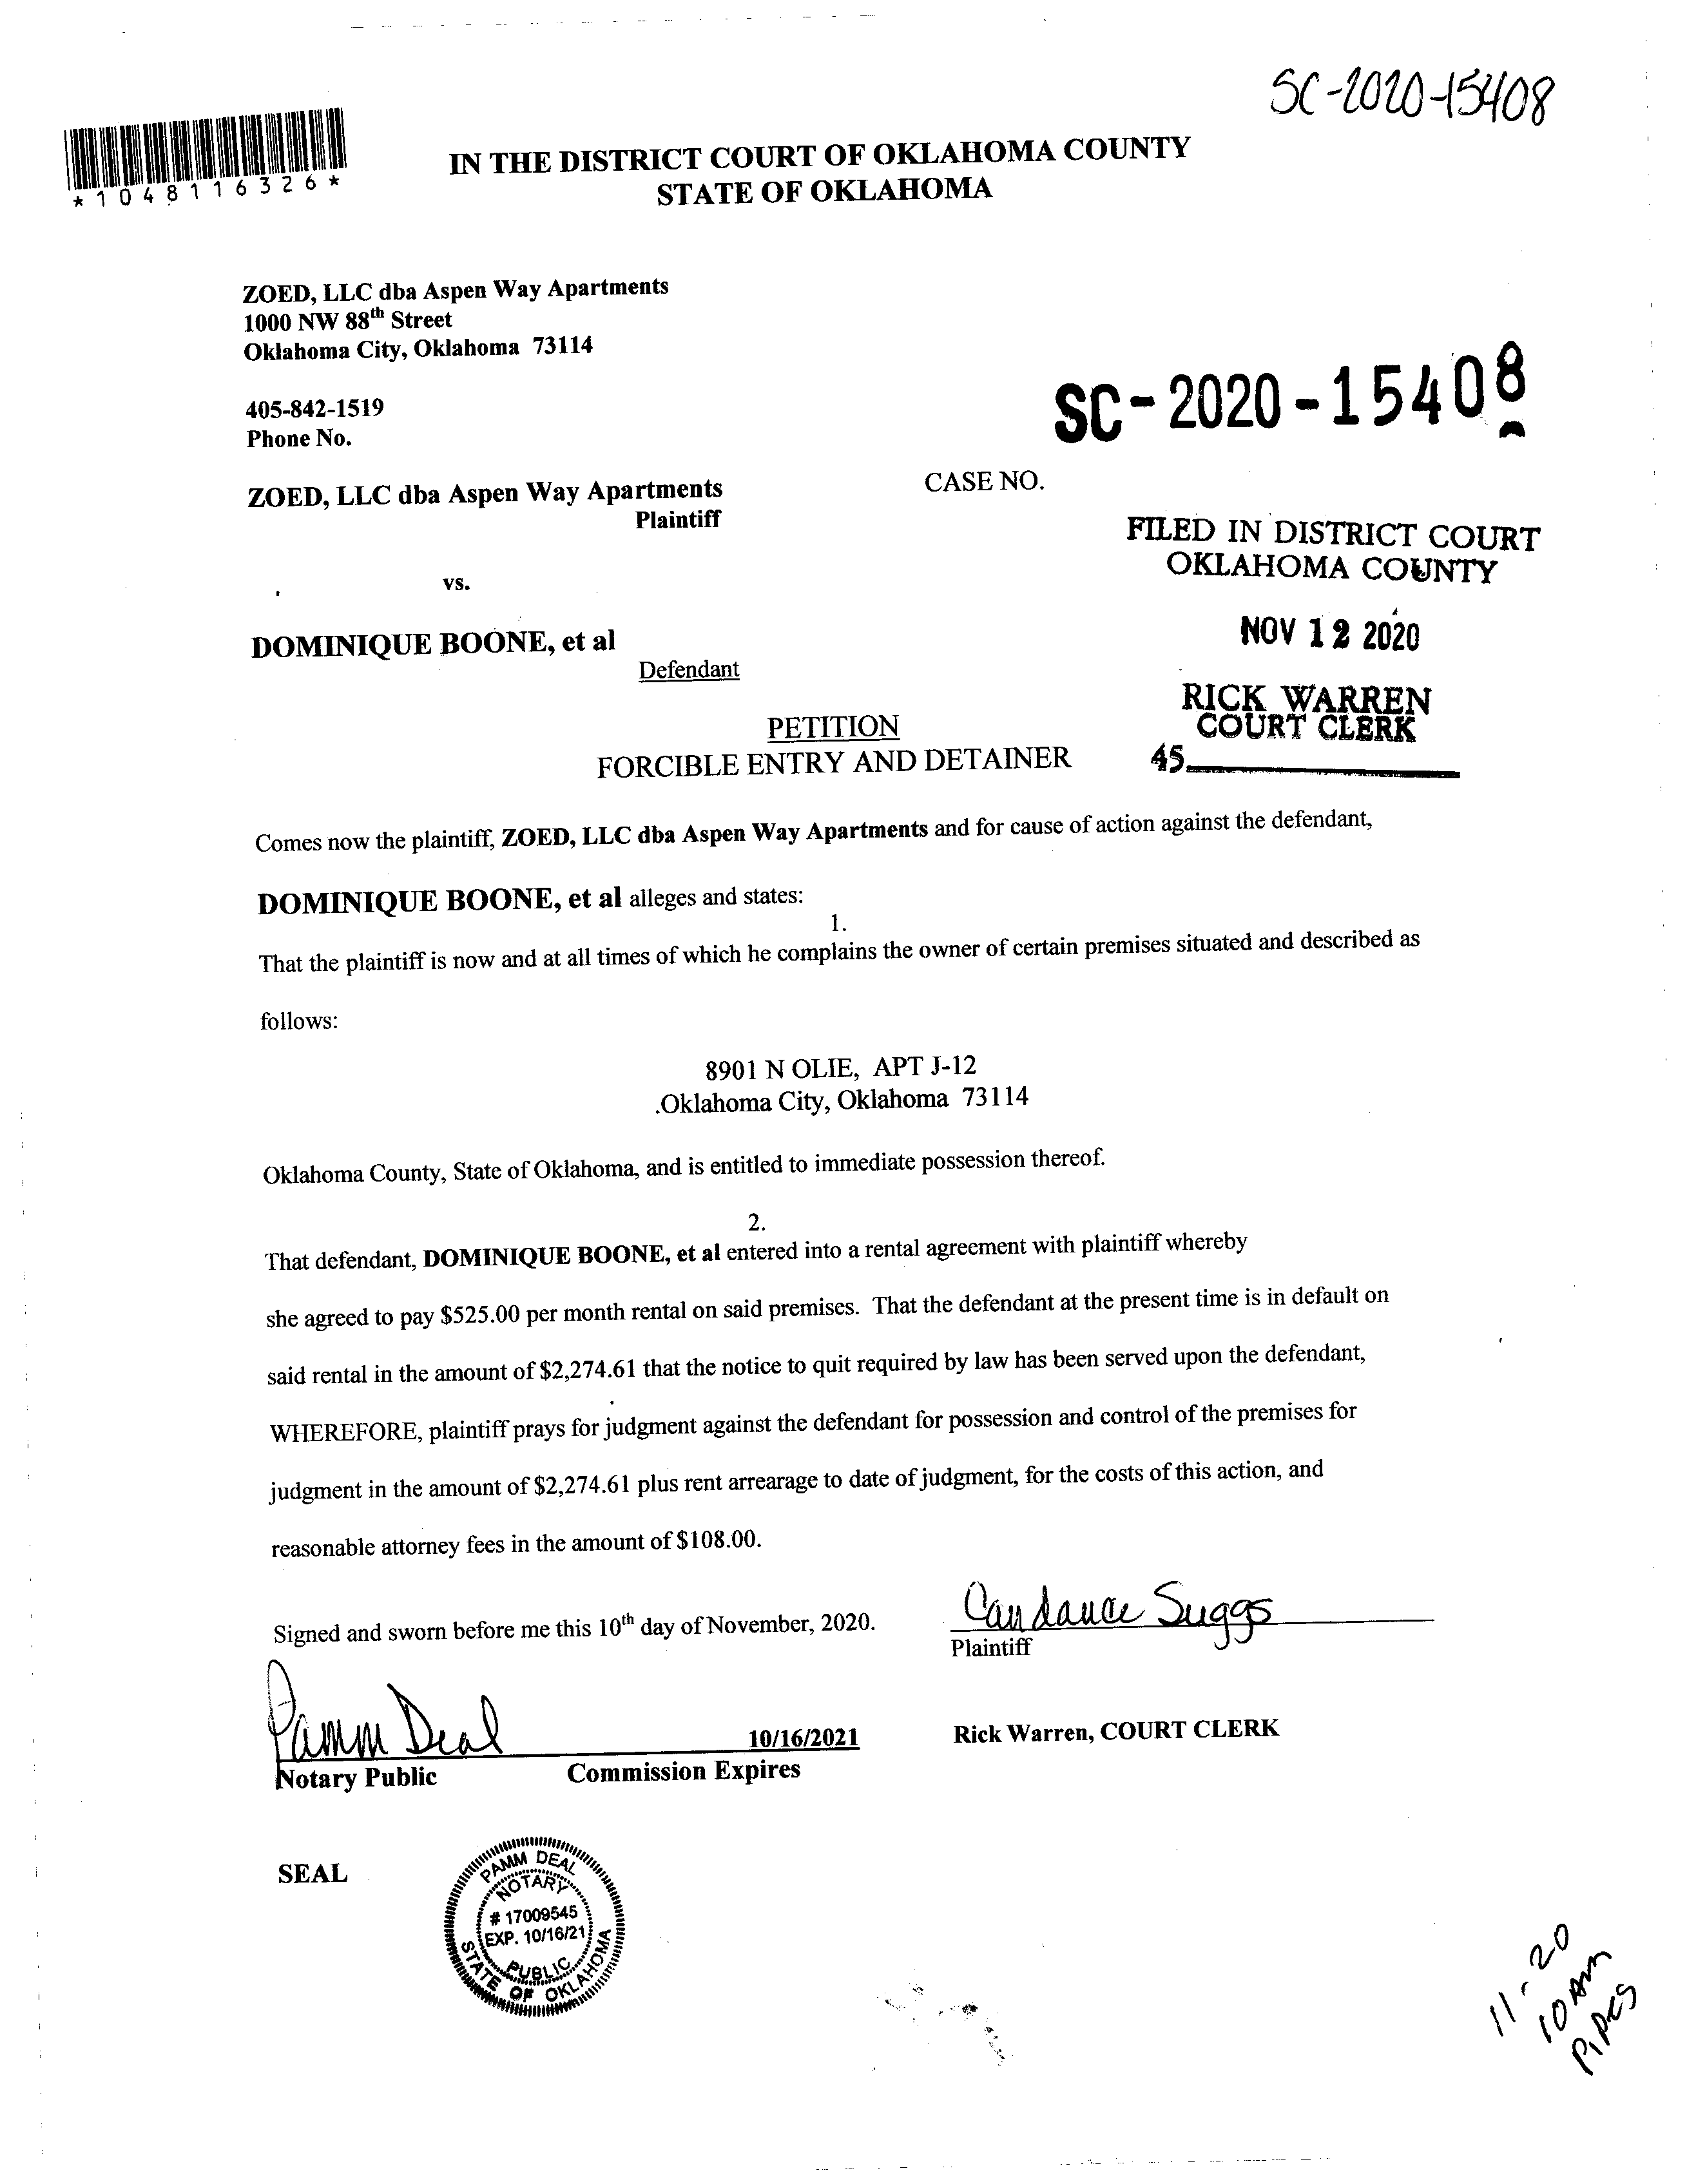 SC-2020-15408
*1048116326*
IN THE DISTRICT COURT OF OKLAHOMA COUNTY
STATE OF OKLAHOMA
ZOED, LLC dba Aspen Way Apartments
1000 NW 88th Street
Oklahoma City, Oklahoma 73114
405-842-1519
Phone No.
SC-2020-15408
ZOED, LLC dba Aspen Way Apartments
Plaintiff
CASE NO.
FILED IN DISTRICT COURT
OKLAHOMA COUNTY
vs.
NOV 12 2020
DOMINIQUE BOONE, et al
Defendant
RICK WARREN
COURT CLERK
45
PETITION
FORCIBLE ENTRY AND DETAINER
Comes now the plaintiff, ZOED, LLC dba Aspen Way Apartments and for cause of action against the defendant,
DOMINIQUE BOONE, et al alleges and states:
1.
That the plaintiff is now and at all times of which he complains the owner of certain premises situated and described as
follows:
8901 N OLIE, APT J-12
.Oklahoma City, Oklahoma 73114
Oklahoma County, State of Oklahoma, and is entitled to immediate possession thereof.
2.
That defendant, DOMINIQUE BOONE, et al entered into a rental agreement with plaintiff whereby
she agreed to pay $525.00 per month rental on said premises. That the defendant at the present time is in default on
said rental in the amount of $2,274.61 that the notice to quit required by law has been served upon the defendant,
WHEREFORE, plaintiff prays for judgment against the defendant for possession and control of the premises for
judgment in the amount of $2,274.61 plus rent arrearage to date of judgment, for the costs of this action, and
reasonable attorney fees in the amount of $108.00.
Signed and sworn before me this 10th day of November, 2020.
Candance Suggs
Plaintiff
Pamm Deal
10/16/2021
Notary Public
Commission Expires
Rick Warren, COURT CLERK
SEAL
PAMM DEAL
NOTARY
# 17009545
EXP. 10/16/21
PUBLIC
STATE OF OKLAHOMA
11-20
10 Am